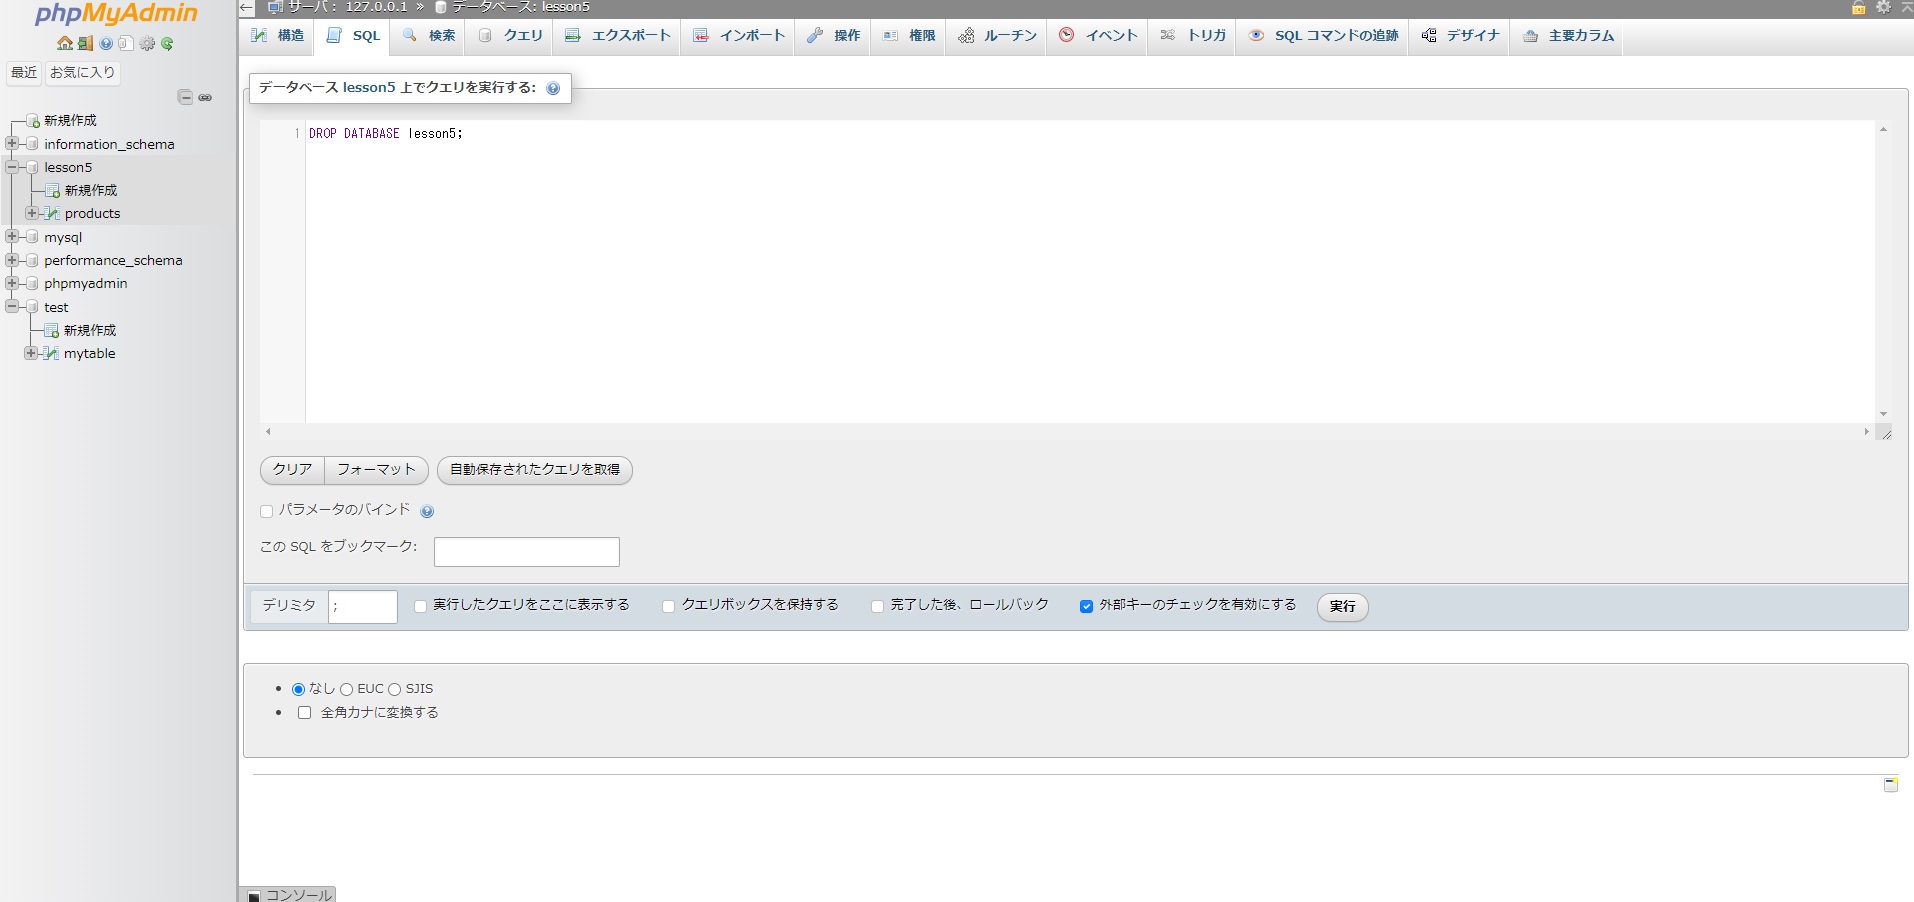 phpMyAdmin
最近 お気に入り
新規作成
information_schema
lesson5
新規作成
products
mysql
performance_schema
phpmyadmin
test
新規作成
mytable
サーバ: 127.0.0.1 » データベース: lesson5
構造 SQL 検索 クエリ エクスポート インポート 操作 権限 ルーチン イベント トリガ SQL コマンドの追跡 デザイナ 主要カラム
データベース lesson5 上でクエリを実行する:
1 DROP DATABASE lesson5;
クリア フォーマット 自動保存されたクエリを取得
パラメータのバインド
この SQL をブックマーク:
デリミタ ; 実行したクエリをここに表示する クエリボックスを保持する 完了した後、ロールバック 外部キーのチェックを有効にする 実行
なし EUC SJIS
全角カナに変換する
コンソール